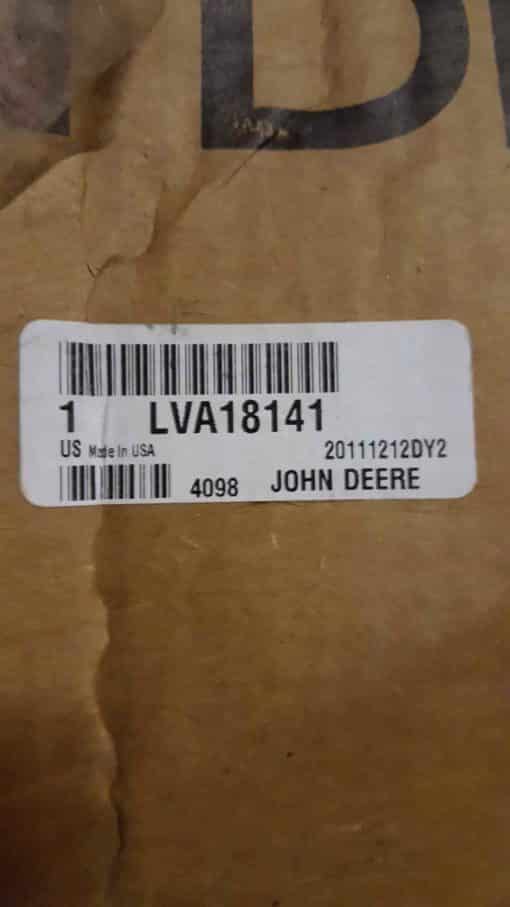 D
1 LVA18141
US Made In USA 20111212DY2
4098 JOHN DEERE